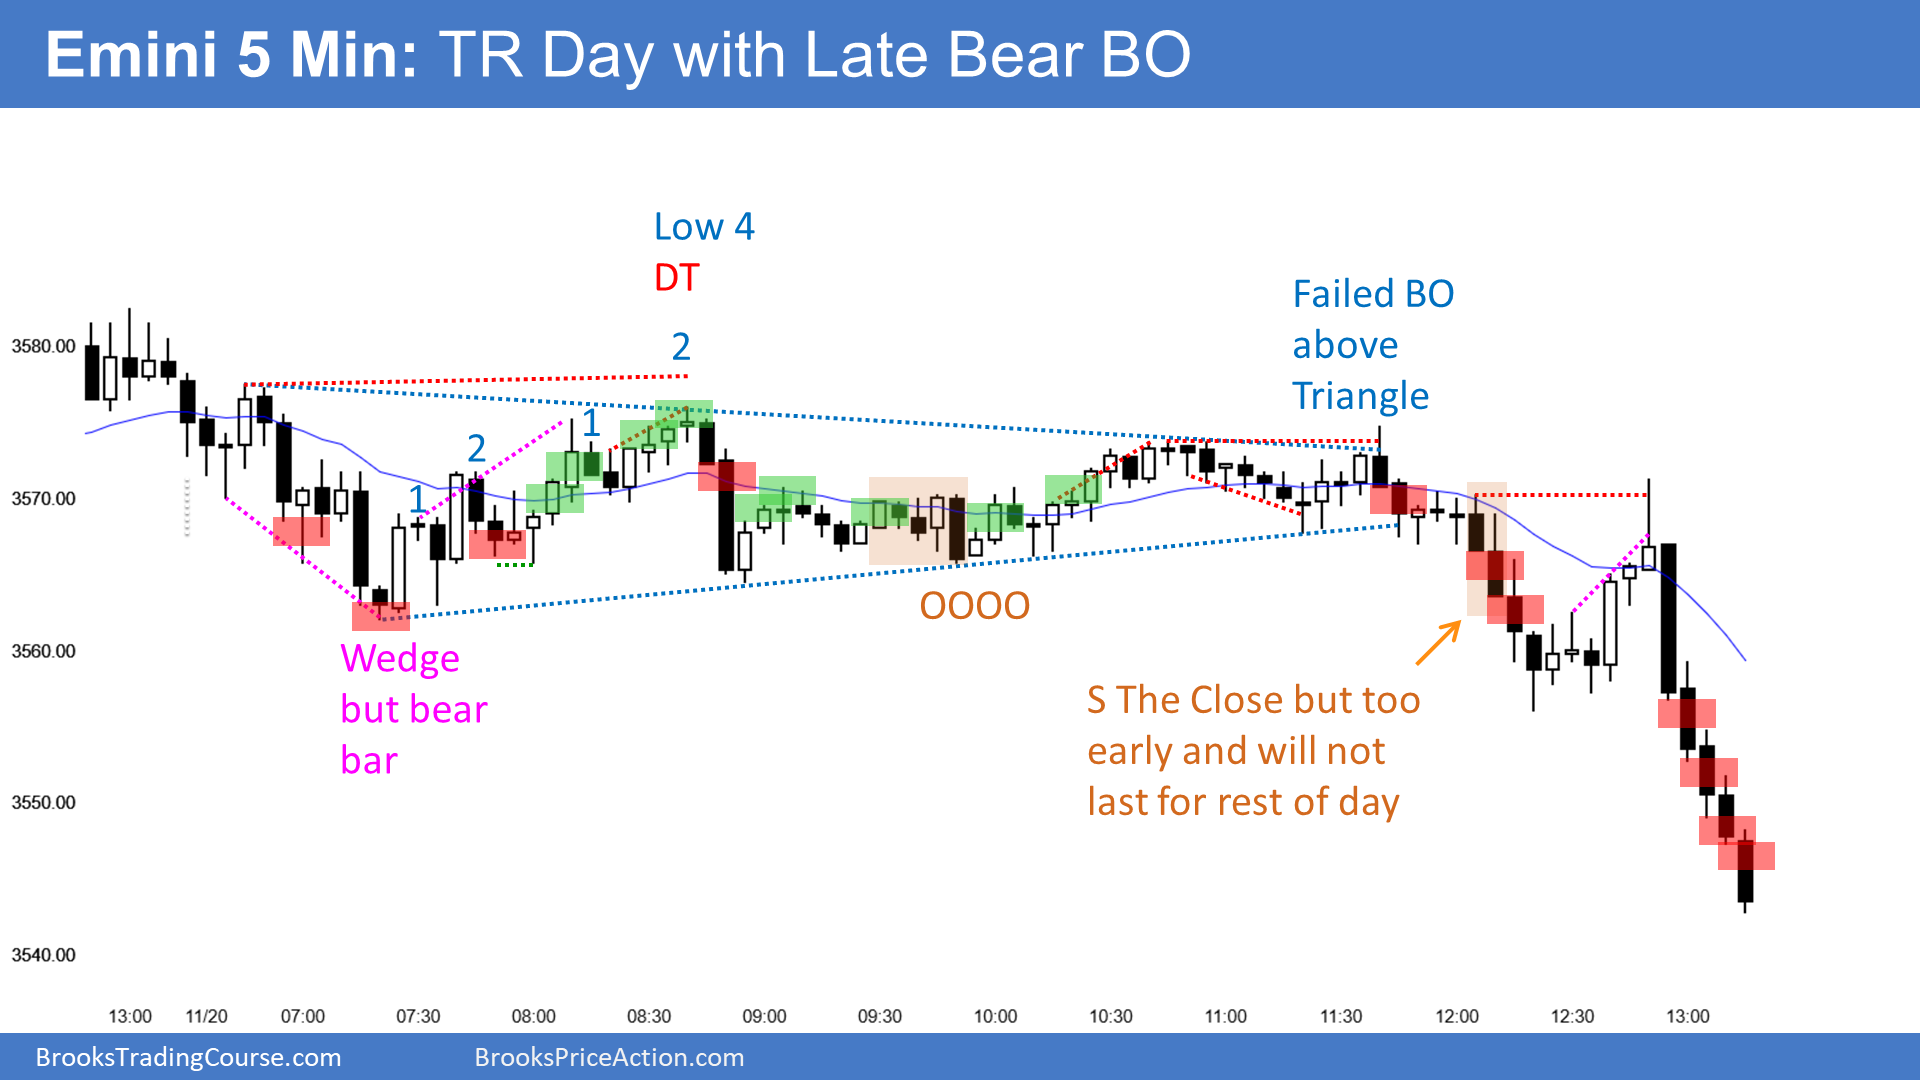 Emini 5 Min: TR Day with Late Bear BO
Low 4
DT
2
1
2
1
Failed BO
above
Triangle
3580.00
3570.00
3560.00
3550.00
3540.00
Wedge
but bear
bar
OOOO
S The Close but too
early and will not
last for rest of day
13:00 11/20 07:00 07:30 08:00 08:30 09:00 09:30 10:00 10:30 11:00 11:30 12:00 12:30 13:00
BrooksTradingCourse.com BrooksPriceAction.com